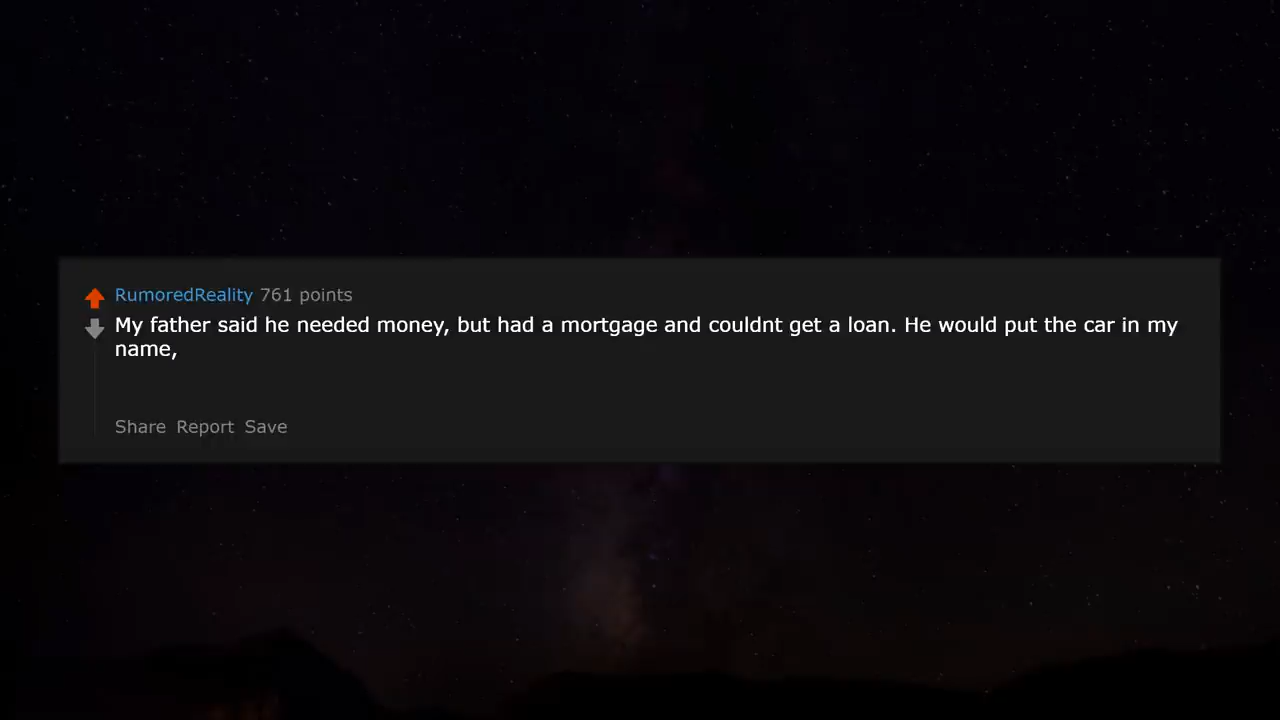 RumoredReality 761 points
My father said he needed money, but had a mortgage and couldnt get a loan. He would put the car in my
name,
Share Report Save